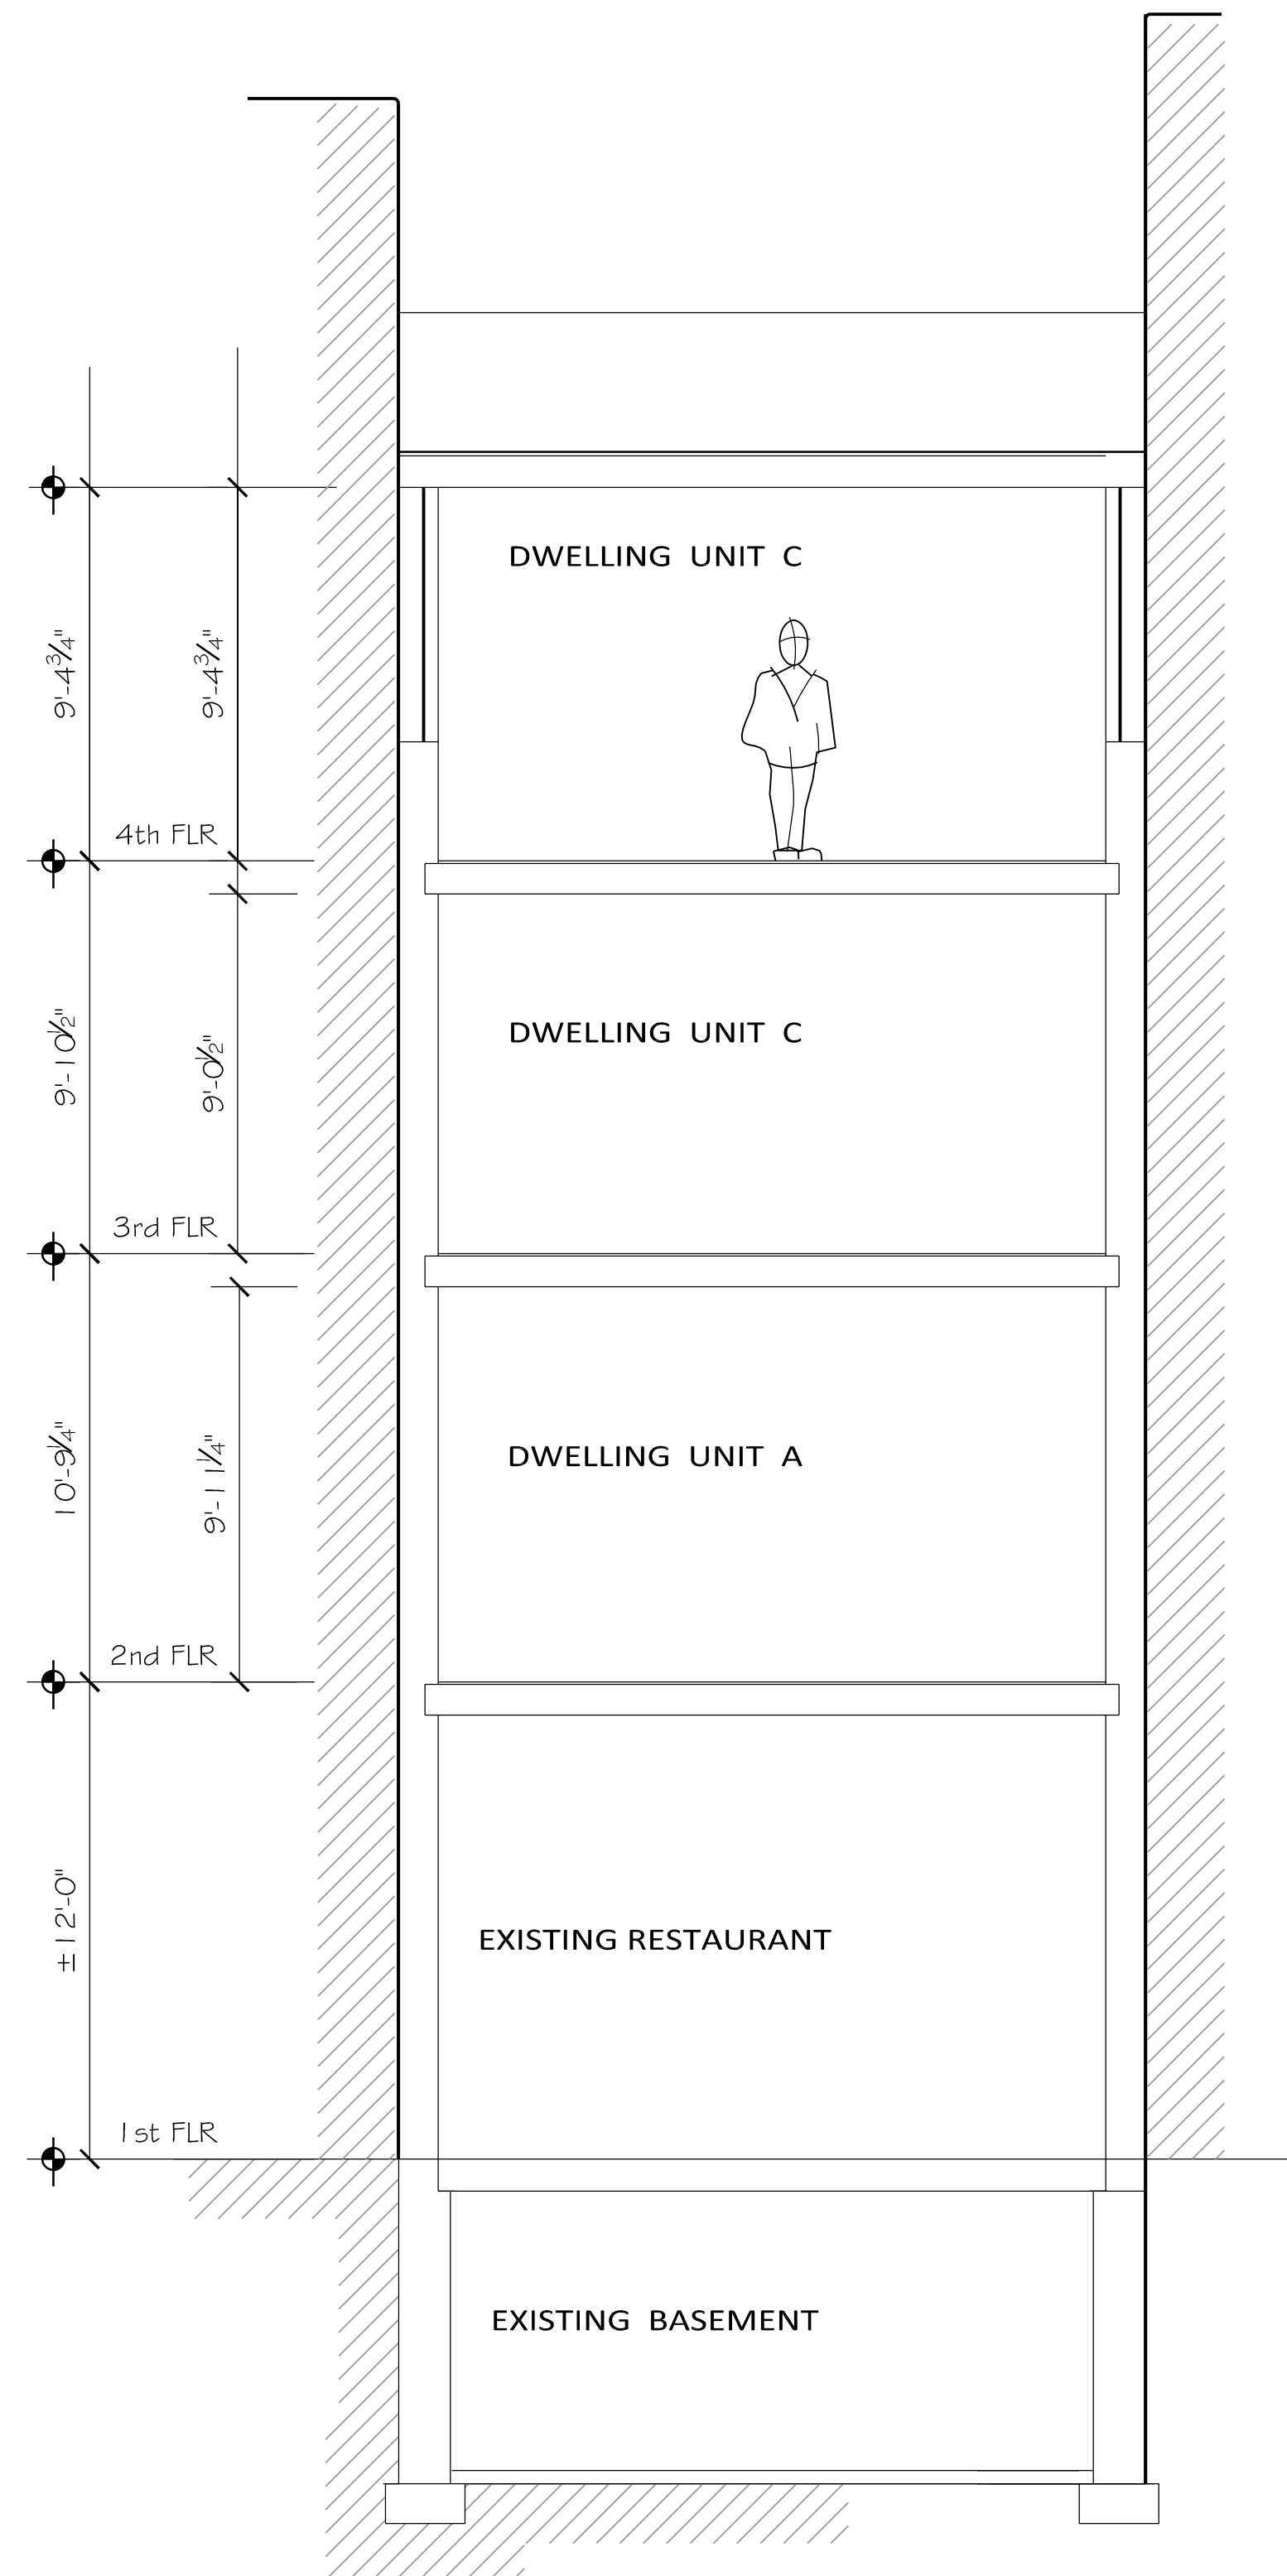 DWELLING UNIT C
9'-4¾"
9'-4¾"
4th FLR
DWELLING UNIT C
9'-10½"
9'-0½"
3rd FLR
DWELLING UNIT A
10'-9¼"
9'-11¼"
2nd FLR
EXISTING RESTAURANT
±12'-0"
1st FLR
EXISTING BASEMENT